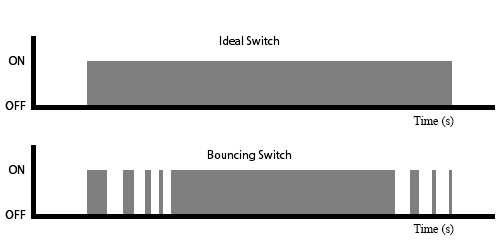 Ideal Switch
ON
OFF
Time (s)
Bouncing Switch
ON
OFF
Time (s)